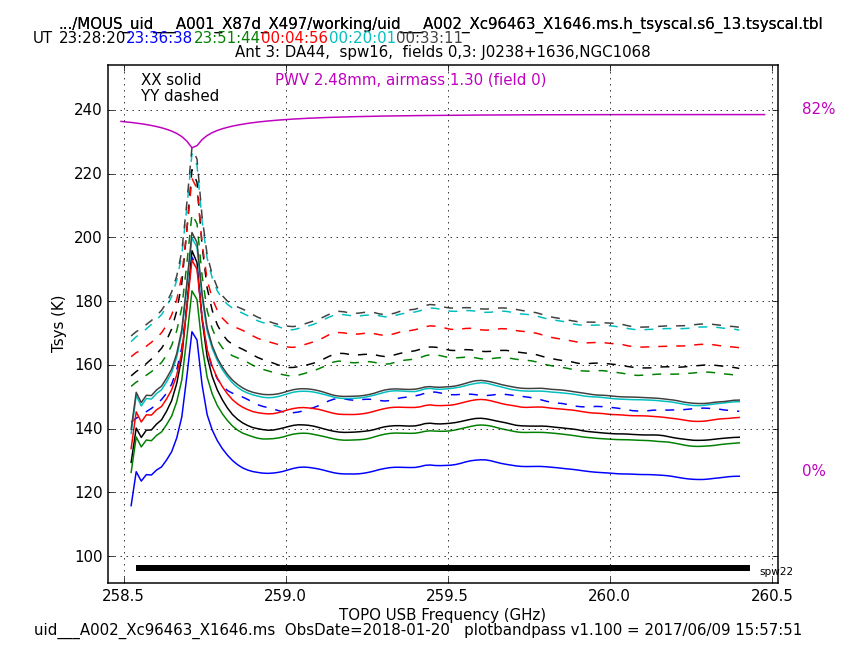 .../MOUS_uid___A001_X87d_X497/working/uid___A002_Xc96463_X1646.ms.h_tsyscal.s6_13.tsyscal.tbl
UT 23:28:20 23:36:38 23:51:44 00:04:56 00:20:01 00:33:11
Ant 3: DA44,  spw16,  fields 0,3: J0238+1636,NGC1068
XX solid
PWV 2.48mm, airmass 1.30 (field 0)
YY dashed
82%
0%
Tsys (K)
240
220
200
180
160
140
120
100
spw22
258.5 259.0 259.5 260.0 260.5
TOPO USB Frequency (GHz)
uid___A002_Xc96463_X1646.ms  ObsDate=2018-01-20   plotbandpass v1.100 = 2017/06/09 15:57:51